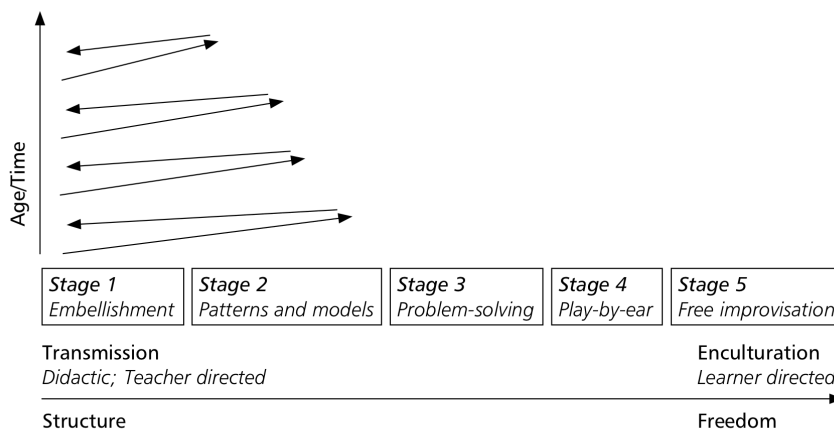 Age/Time
Stage 1
Embellishment
Stage 2
Patterns and models
Stage 3
Problem-solving
Stage 4
Play-by-ear
Stage 5
Free improvisation
Transmission
Didactic; Teacher directed
Enculturation
Learner directed
Structure
Freedom